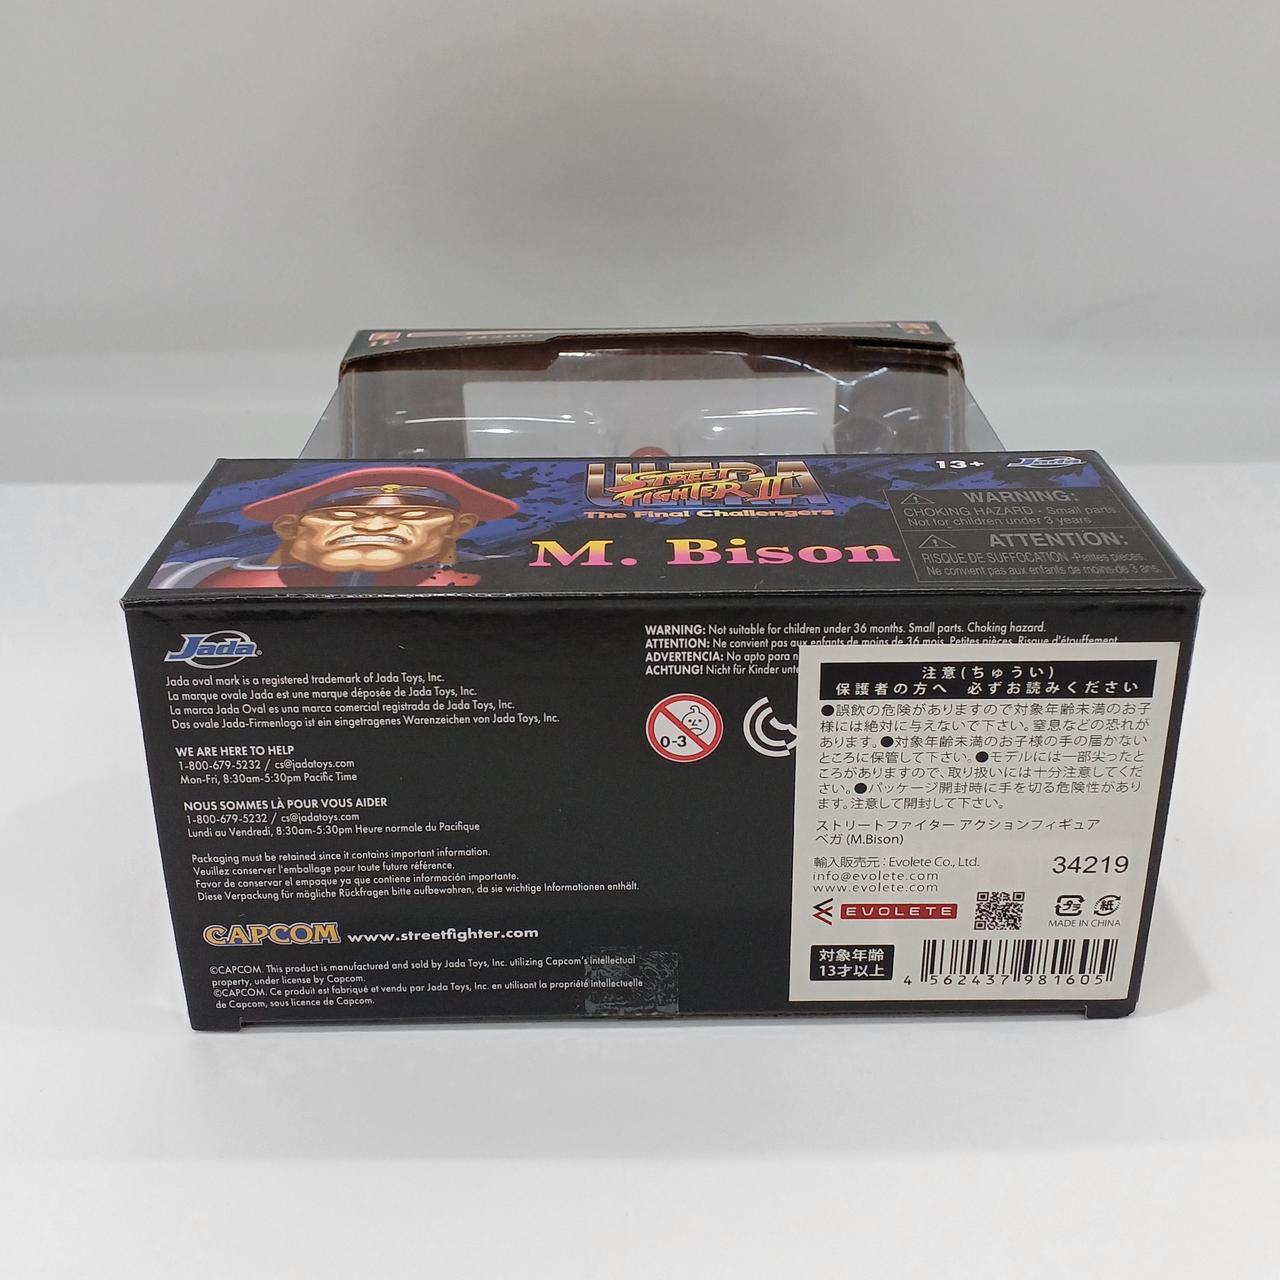 ULTRA
STREET
FIGHTER II
The Final Challengers
M. Bison
13+
Jada
WARNING:
CHOKING HAZARD - Small parts.
Not for children under 3 years.
ATTENTION:
RISQUE DE SUFFOCATION - Petites pièces.
Ne convient pas aux enfants de moins de 3 ans.
Jada
Jada oval mark is a registered trademark of Jada Toys, Inc.
La marque ovale Jada est une marque déposée de Jada Toys, Inc.
La marca Jada Oval es una marca comercial registrada de Jada Toys, Inc.
Das ovale Jada-Firmenlogo ist ein eingetragenes Warenzeichen von Jada Toys, Inc.
WE ARE HERE TO HELP
1-800-679-5232 / cs@jadatoys.com
Mon-Fri, 8:30am-5:30pm Pacific Time
NOUS SOMMES LÀ POUR VOUS AIDER
1-800-679-5232 / cs@jadatoys.com
Lundi au Vendredi, 8:30am-5:30pm Heure normale du Pacifique
Packaging must be retained since it contains important information.
Veuillez conserver l'emballage pour toute future référence.
Favor de conservar el empaque ya que contiene información importante.
Diese Verpackung für mögliche Rückfragen bitte aufbewahren, da sie wichtige Informationen enthält.
CAPCOM www.streetfighter.com
©CAPCOM. This product is manufactured and sold by Jada Toys, Inc. utilizing Capcom's intellectual
property, under license by Capcom.
©CAPCOM. Ce produit est fabriqué et vendu par Jada Toys, Inc. en utilisant la propriété intellectuelle
de Capcom, sous licence de Capcom.
WARNING: Not suitable for children under 36 months. Small parts. Choking hazard.
ATTENTION: Ne convient pas aux enfants de moins de 36 mois. Petites pièces. Risque d'étouffement.
ADVERTENCIA: No apto para
ACHTUNG! Nicht für Kinder
0-3
注意(ちゅうい)
保護者の方へ 必ずお読みください
●誤飲の危険がありますので対象年齢未満のお子
様には絶対に与えないで下さい。窒息などの恐れが
あります。●対象年齢未満のお子様の手の届かない
ところに保管して下さい。●モデルには一部尖ったと
ころがありますので、取り扱いには十分注意してくだ
さい。●パッケージ開封時に手を切る危険性があり
ます。注意して開封して下さい。
ストリートファイター アクションフィギュア
ベガ (M.Bison)
輸入販売元：Evolete Co., Ltd.
info@evolete.com
www.evolete.com
34219
EVOLETE
プラ
紙
MADE IN CHINA
対象年齢
13才以上
4 562437 981605